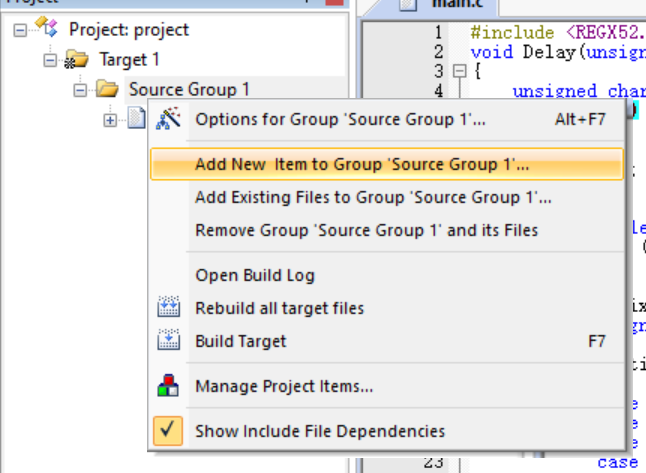 Project
main.c
Project: project
Target 1
Source Group 1
1 #include <REGX52.
2 void Delay(unsign
3 {
4 unsigned char
Options for Group 'Source Group 1'... Alt+F7
Add New Item to Group 'Source Group 1'...
Add Existing Files to Group 'Source Group 1'...
Remove Group 'Source Group 1' and its Files
Open Build Log
Rebuild all target files
Build Target F7
Manage Project Items...
Show Include File Dependencies
23 case